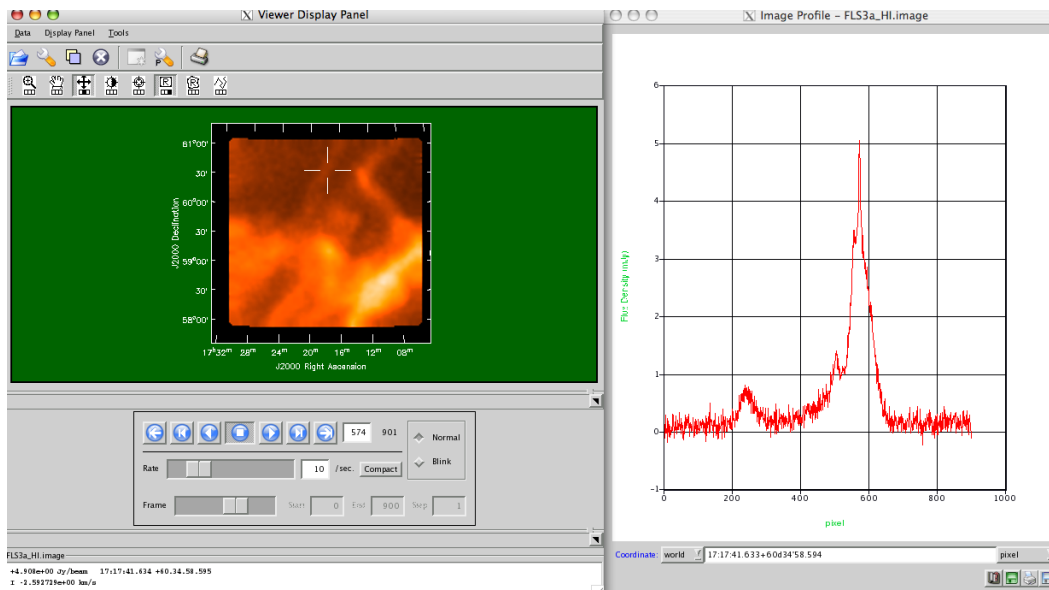 Viewer Display Panel
Data Display Panel Tools
P
R R
61°00'
30'
60°00'
30'
59°00'
30'
58°00'
J2000 Declination
17ʰ32ᵐ 28ᵐ 24ᵐ 20ᵐ 16ᵐ 12ᵐ 08ᵐ
J2000 Right Ascension
574 901 Normal
Blink
Rate 10 /sec. Compact
Frame Start 0 End 900 Step 1
FLS3a_HI.image
+4.908e+00 Jy/beam 17:17:41.634 +60.34.58.595
I -2.592729e+00 km/s
X Image Profile - FLS3a_HI.image
6
5
4
3
2
1
0
-1
Flux Density (mJy)
0 200 400 600 800 1000
pixel
Coordinate: world 17:17:41.633+60d34'58.594 pixel